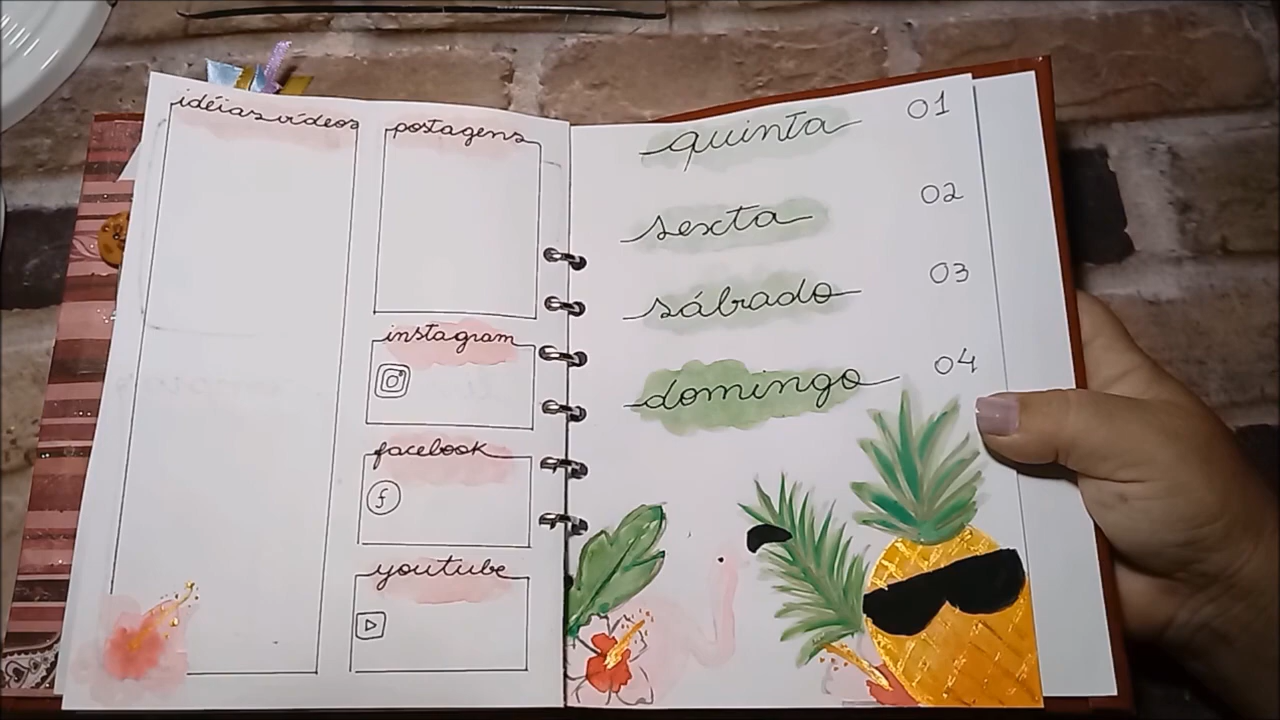 idéias vídeos
postagens
instagram
facebook
f
youtube
quinta 01
sexta 02
sábado 03
domingo 04